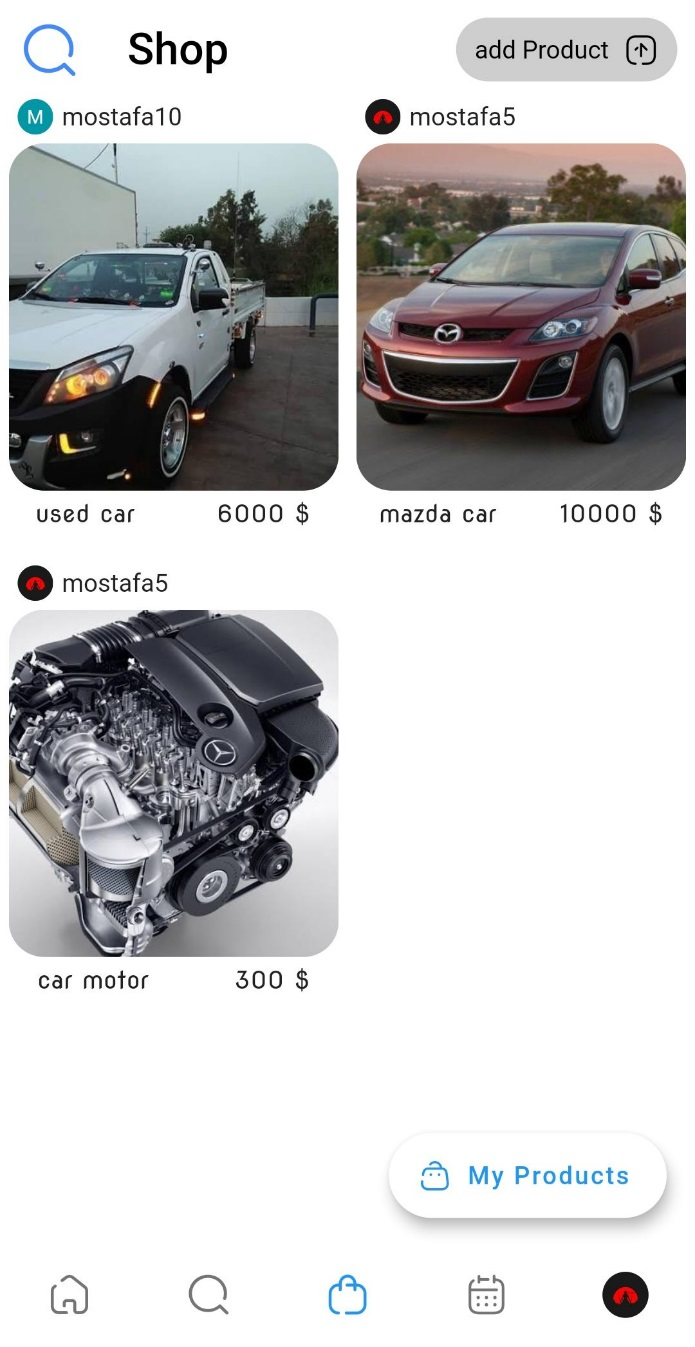 Shop
add Product
M mostafa10
mostafa5
used car 6000 $
mazda car 10000 $
mostafa5
car motor 300 $
My Products